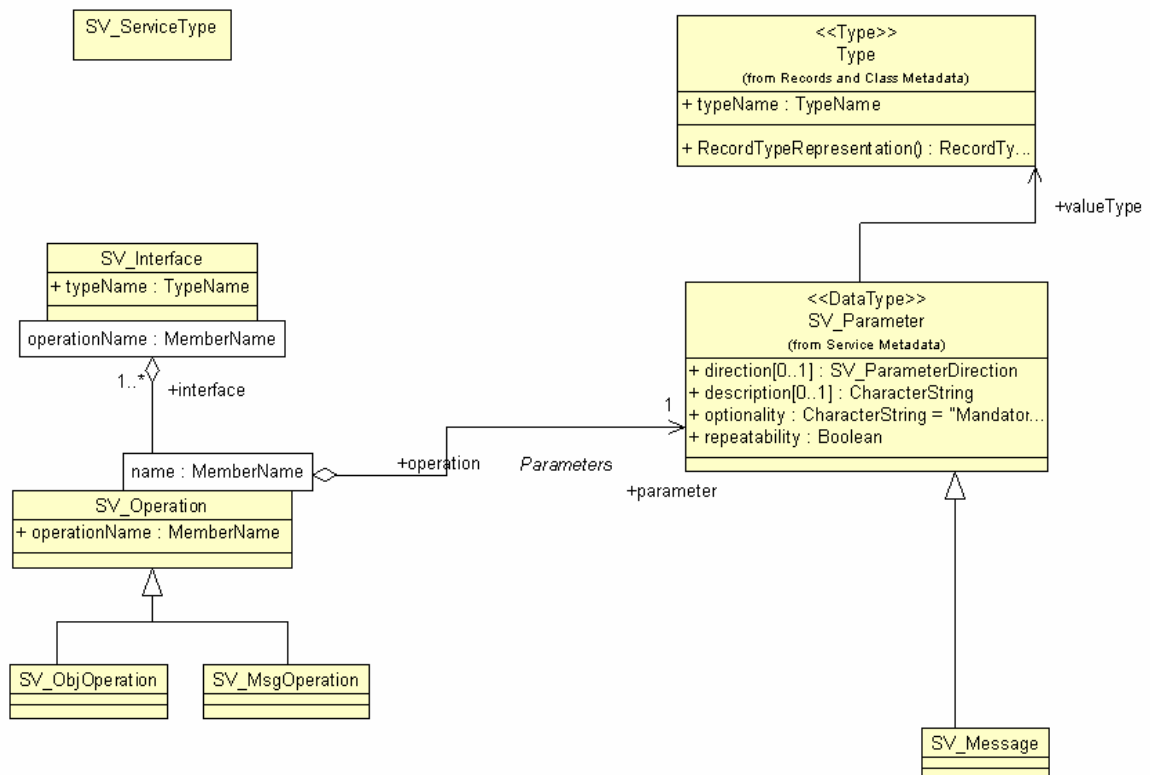 SV_ServiceType
<<Type>>
Type
(from Records and Class Metadata)
+ typeName : TypeName
+ RecordTypeRepresentation() : RecordTy...
+valueType
SV_Interface
+ typeName : TypeName
operationName : MemberName
1..*
+interface
<<DataType>>
SV_Parameter
(from Service Metadata)
+ direction[0..1] : SV_ParameterDirection
+ description[0..1] : CharacterString
+ optionality : CharacterString = "Mandator...
+ repeatability : Boolean
1
+operation
Parameters
+parameter
name : MemberName
SV_Operation
+ operationName : MemberName
SV_ObjOperation
SV_MsgOperation
SV_Message